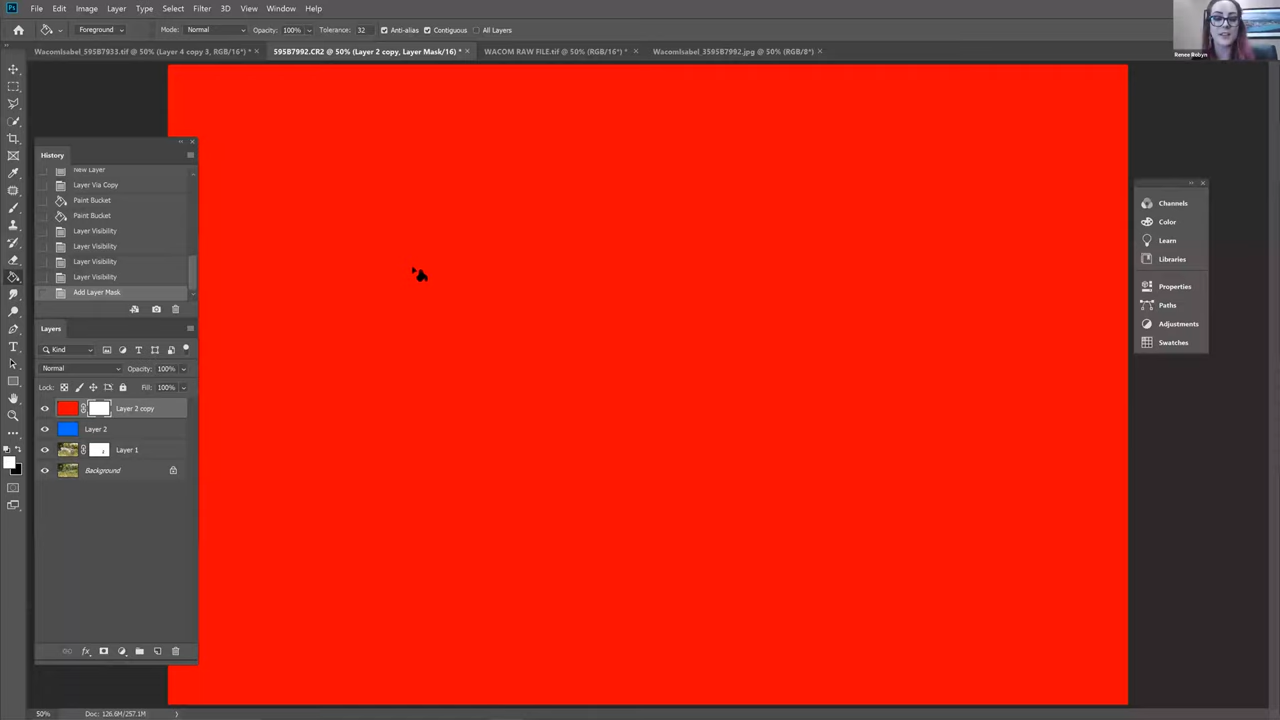 Ps File Edit Image Layer Type Select Filter 3D View Window Help
Foreground Mode: Normal Opacity: 100% Tolerance: 32 Anti-alias Contiguous All Layers
Renee Robyn
WacomIsabel_595B7933.tif @ 50% (Layer 4 copy 3, RGB/16*) * × 595B7992.CR2 @ 50% (Layer 2 copy, Layer Mask/16) * × WACOM RAW FILE.tif @ 50% (RGB/16*) * × WacomIsabel_3595B7992.jpg @ 50% (RGB/8*) ×
History
New Layer
Layer Via Copy
Paint Bucket
Paint Bucket
Layer Visibility
Layer Visibility
Layer Visibility
Layer Visibility
Add Layer Mask
Layers
Kind
Normal Opacity: 100%
Lock: Fill: 100%
Layer 2 copy
Layer 2
Layer 1
Background
fx
Channels
Color
Learn
Libraries
Properties
Paths
Adjustments
Swatches
50% Doc: 126.6M/257.1M